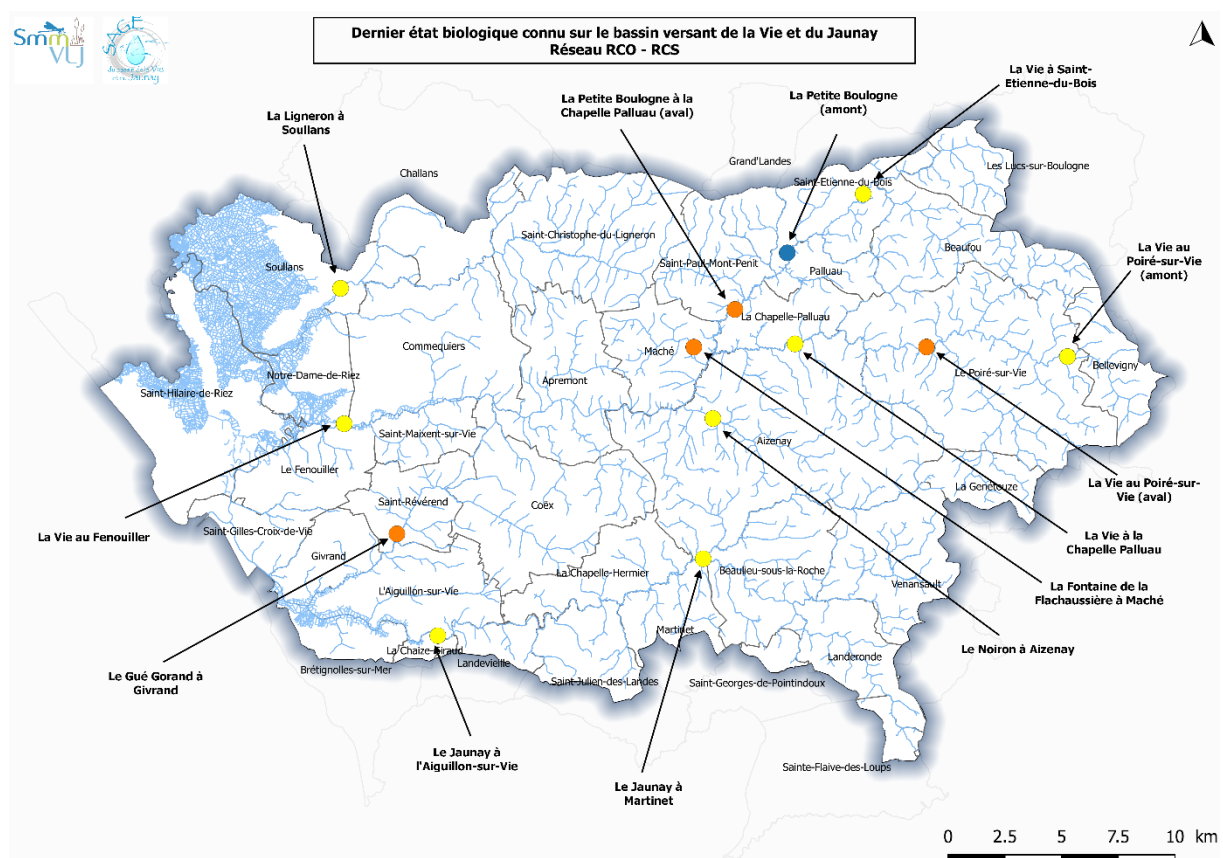 Smm
VLJ
SAGE
Jaunay
Dernier état biologique connu sur le bassin versant de la Vie et du Jaunay
Réseau RCO - RCS
La Vie à Saint-
Etienne-du-Bois
La Petite Boulogne à la
Chapelle Palluau (aval)
La Petite Boulogne
(amont)
La Ligneron à
Soullans
Challans
Grand'Landes
Les Lucs-sur-Boulogne
Saint-Etienne-du-Bois
Saint-Christophe-du-Ligneron
Beaufou
La Vie au
Poiré-sur-Vie
(amont)
Soullans
Saint-Paul-Mont-Penit
Palluau
La Chapelle-Palluau
Commequiers
Maché
Bellevigny
Notre-Dame-de-Riez
Apremont
Le Poiré-sur-Vie
Saint-Hilaire-de-Riez
Saint-Maixent-sur-Vie
Aizenay
Le Fenouiller
La Genétouze
La Vie au Poiré-sur-
Vie (aval)
Saint-Révérend
Coëx
Saint-Gilles-Croix-de-Vie
La Vie au Fenouiller
La Vie à la
Chapelle Palluau
Givrand
La Chapelle-Hermier
Beaulieu-sous-la-Roche
Venansault
L'Aiguillon-sur-Vie
La Fontaine de la
Flachaussière à Maché
Martinet
Le Noiron à Aizenay
La Chaize-Giraud
Landevieille
Landeronde
Brétignolles-sur-Mer
Le Gué Gorand à
Givrand
Saint-Julien-des-Landes
Saint-Georges-de-Pointindoux
Le Jaunay à
l'Aiguillon-sur-Vie
Sainte-Flaive-des-Loups
Le Jaunay à
Martinet
0 2.5 5 7.5 10 km